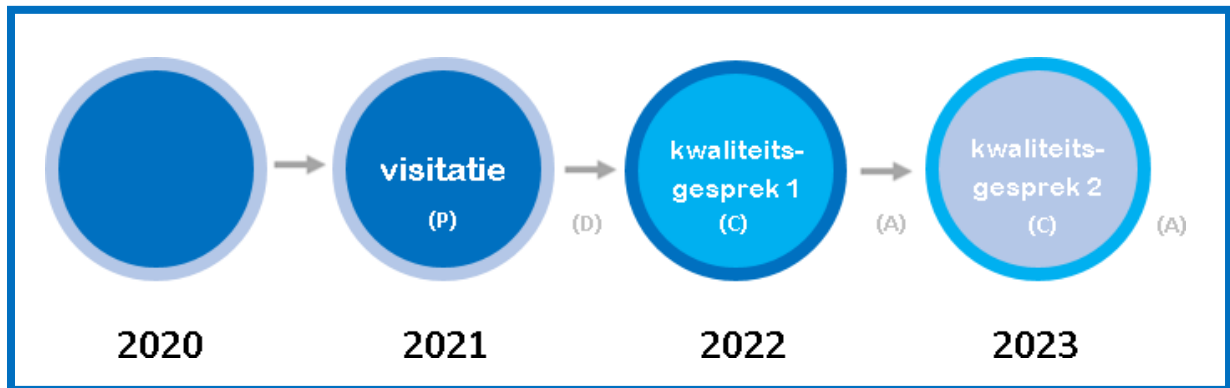 visitatie
(P)
(D)
kwaliteits-
gesprek 1
(C)
(A)
kwaliteits-
gesprek 2
(C)
(A)
2020
2021
2022
2023